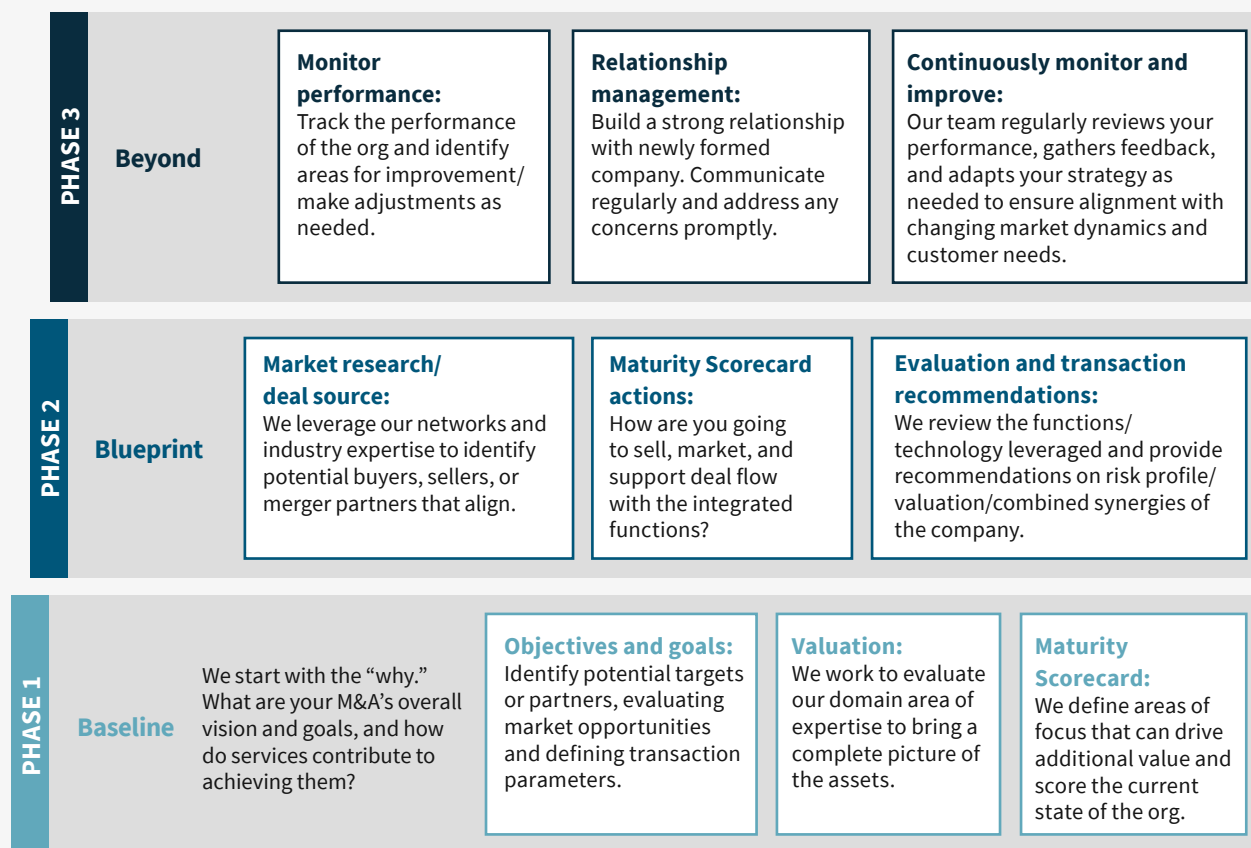 PHASE 3
Beyond
Monitor
performance:
Track the performance
of the org and identify
areas for improvement/
make adjustments as
needed.
Relationship
management:
Build a strong relationship
with newly formed
company. Communicate
regularly and address any
concerns promptly.
Continuously monitor and
improve:
Our team regularly reviews your
performance, gathers feedback,
and adapts your strategy as
needed to ensure alignment with
changing market dynamics and
customer needs.
PHASE 2
Blueprint
Market research/
deal source:
We leverage our networks and
industry expertise to identify
potential buyers, sellers, or
merger partners that align.
Maturity Scorecard
actions:
How are you going
to sell, market, and
support deal flow
with the integrated
functions?
Evaluation and transaction
recommendations:
We review the functions/
technology leveraged and provide
recommendations on risk profile/
valuation/combined synergies of
the company.
PHASE 1
Baseline
We start with the “why.”
What are your M&A’s overall
vision and goals, and how
do services contribute to
achieving them?
Objectives and goals:
Identify potential targets
or partners, evaluating
market opportunities
and defining transaction
parameters.
Valuation:
We work to evaluate
our domain area of
expertise to bring a
complete picture of
the assets.
Maturity
Scorecard:
We define areas of
focus that can drive
additional value and
score the current
state of the org.